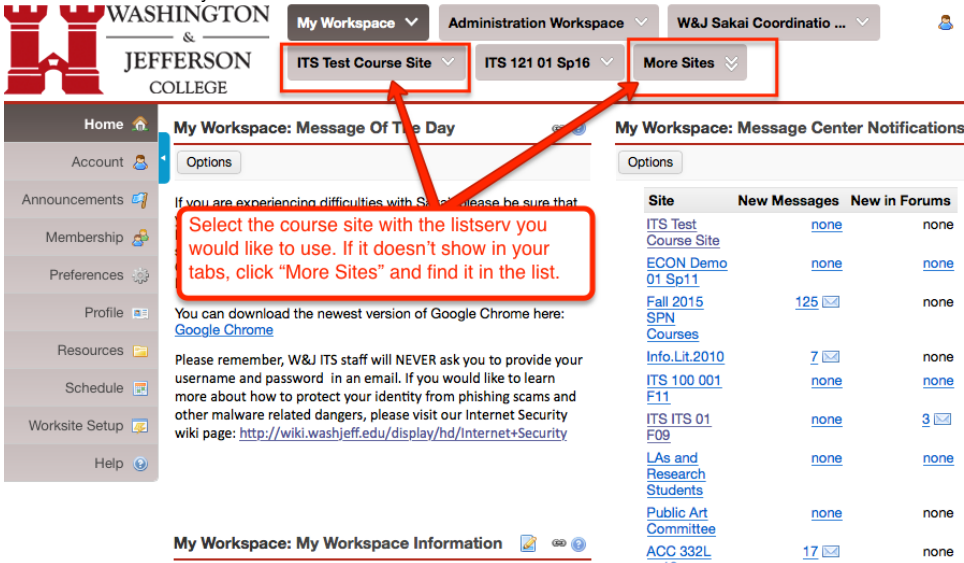 WASHINGTON
&
JEFFERSON
COLLEGE
My Workspace
Administration Workspace
W&J Sakai Coordinatio ...
ITS Test Course Site
ITS 121 01 Sp16
More Sites
Home
Account
Announcements
Membership
Preferences
Profile
Resources
Schedule
Worksite Setup
Help
My Workspace: Message Of The Day
Options
If you are experiencing difficulties with Sakai, please be sure that
Select the course site with the listserv you
would like to use. If it doesn't show in your
tabs, click “More Sites” and find it in the list.
You can download the newest version of Google Chrome here:
Google Chrome
Please remember, W&J ITS staff will NEVER ask you to provide your
username and password in an email. If you would like to learn
more about how to protect your identity from phishing scams and
other malware related dangers, please visit our Internet Security
wiki page: http://wiki.washjeff.edu/display/hd/Internet+Security
My Workspace: My Workspace Information
My Workspace: Message Center Notifications
Options
Site New Messages New in Forums
ITS Test
Course Site none none
ECON Demo
01 Sp11 none none
Fall 2015
SPN
Courses 125 none
Info.Lit.2010 7 none
ITS 100 001
F11 none none
ITS ITS 01
F09 none 3
LAs and
Research
Students none none
Public Art
Committee none none
ACC 332L 17 none